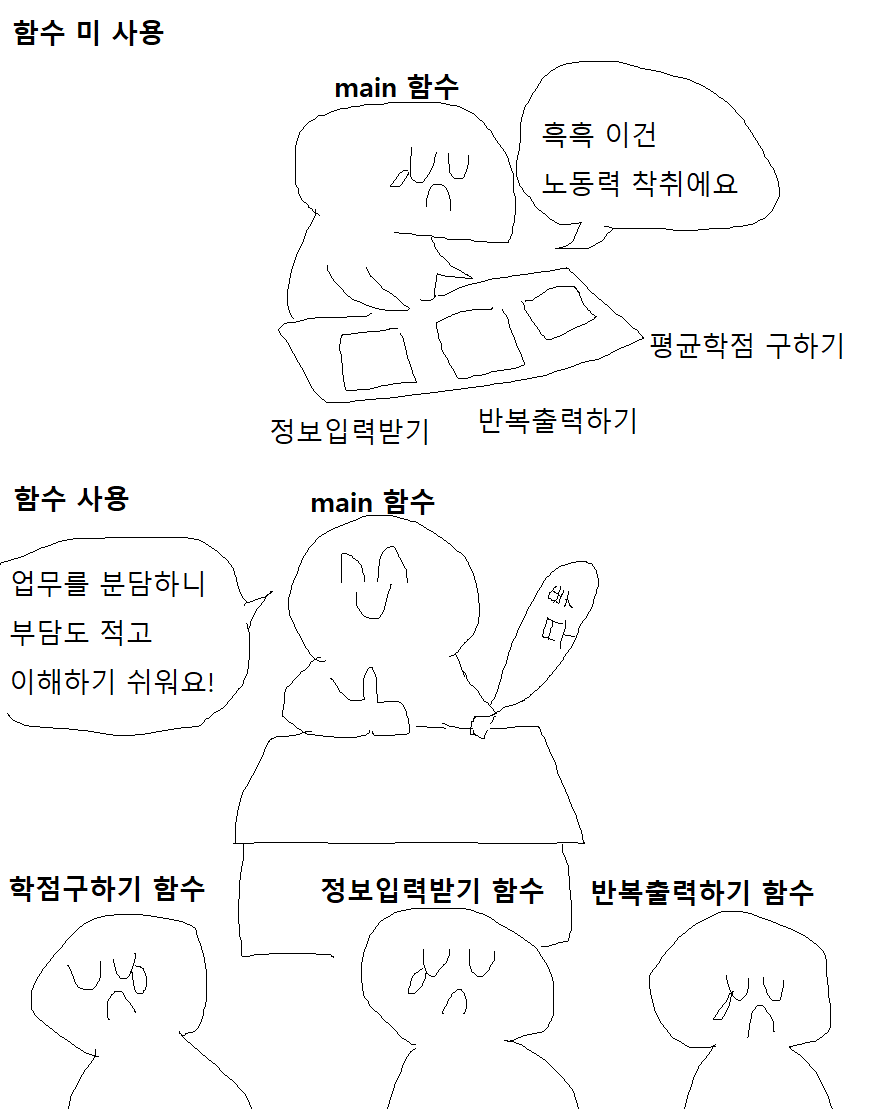 함수 미 사용
main 함수
흑흑 이건
노동력 착취에요
평균학점 구하기
반복출력하기
정보입력받기
함수 사용
main 함수
업무를 분담하니
부담도 적고
이해하기 쉬워요!
빠
따
학점구하기 함수
정보입력받기 함수
반복출력하기 함수